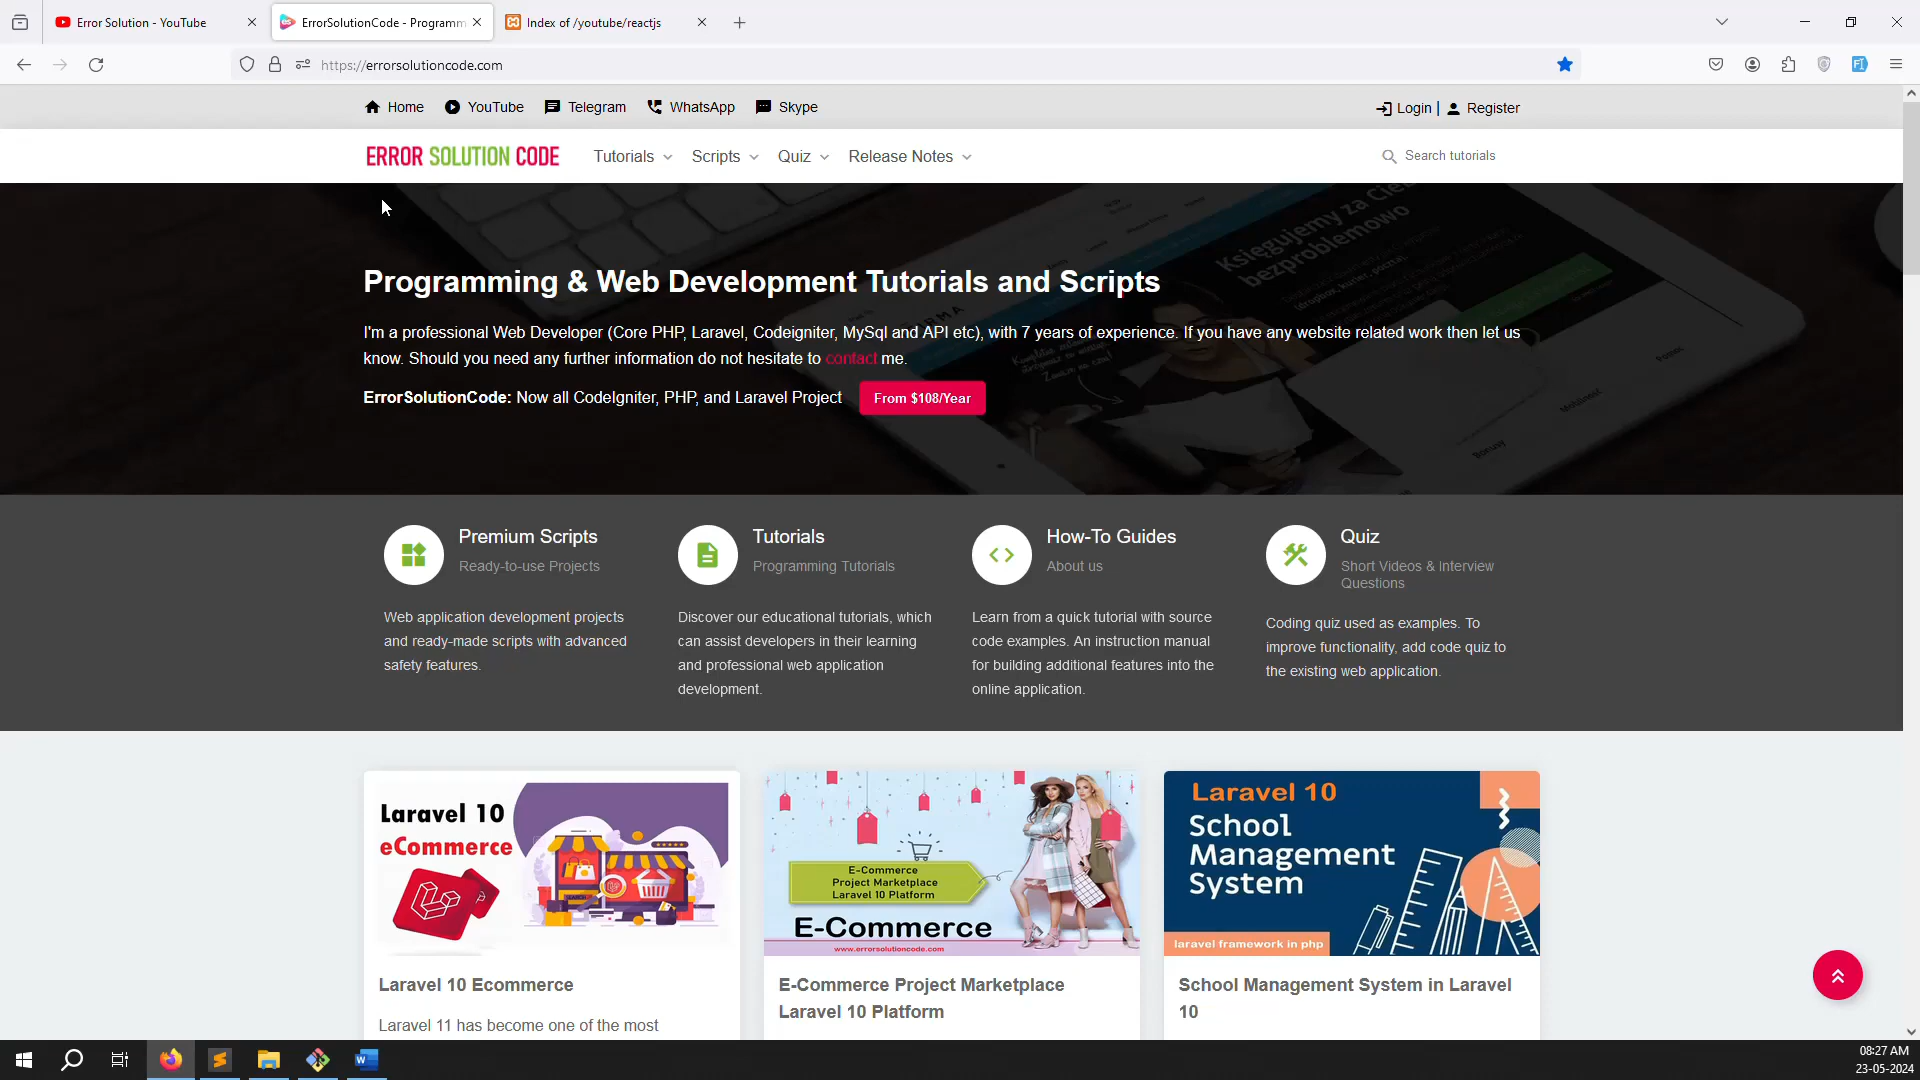 Error Solution - YouTube
ErrorSolutionCode - Programm
Index of /youtube/reactjs
https://errorsolutioncode.com
Home
YouTube
Telegram
WhatsApp
Skype
Login |
Register
ERROR SOLUTION CODE
Tutorials
Scripts
Quiz
Release Notes
Search tutorials
Księgujemy za Cie
bezproblemowo
Programming & Web Development Tutorials and Scripts
I'm a professional Web Developer (Core PHP, Laravel, Codeigniter, MySql and API etc), with 7 years of experience. If you have any website related work then let us
know. Should you need any further information do not hesitate to contact me.
ErrorSolutionCode: Now all CodeIgniter, PHP, and Laravel Project
From $108/Year
Premium Scripts
Ready-to-use Projects
Web application development projects
and ready-made scripts with advanced
safety features.
Tutorials
Programming Tutorials
Discover our educational tutorials, which
can assist developers in their learning
and professional web application
development.
How-To Guides
About us
Learn from a quick tutorial with source
code examples. An instruction manual
for building additional features into the
online application.
Quiz
Short Videos & Interview
Questions
Coding quiz used as examples. To
improve functionality, add code quiz to
the existing web application.
Laravel 10
eCommerce
Laravel 10 Ecommerce
Laravel 11 has become one of the most
E-Commerce
Project Marketplace
Laravel 10 Platform
E-Commerce
www.errorsolutioncode.com
E-Commerce Project Marketplace
Laravel 10 Platform
Laravel 10
School
Management
System
laravel framework in php
School Management System in Laravel
10
08:27 AM
23-05-2024